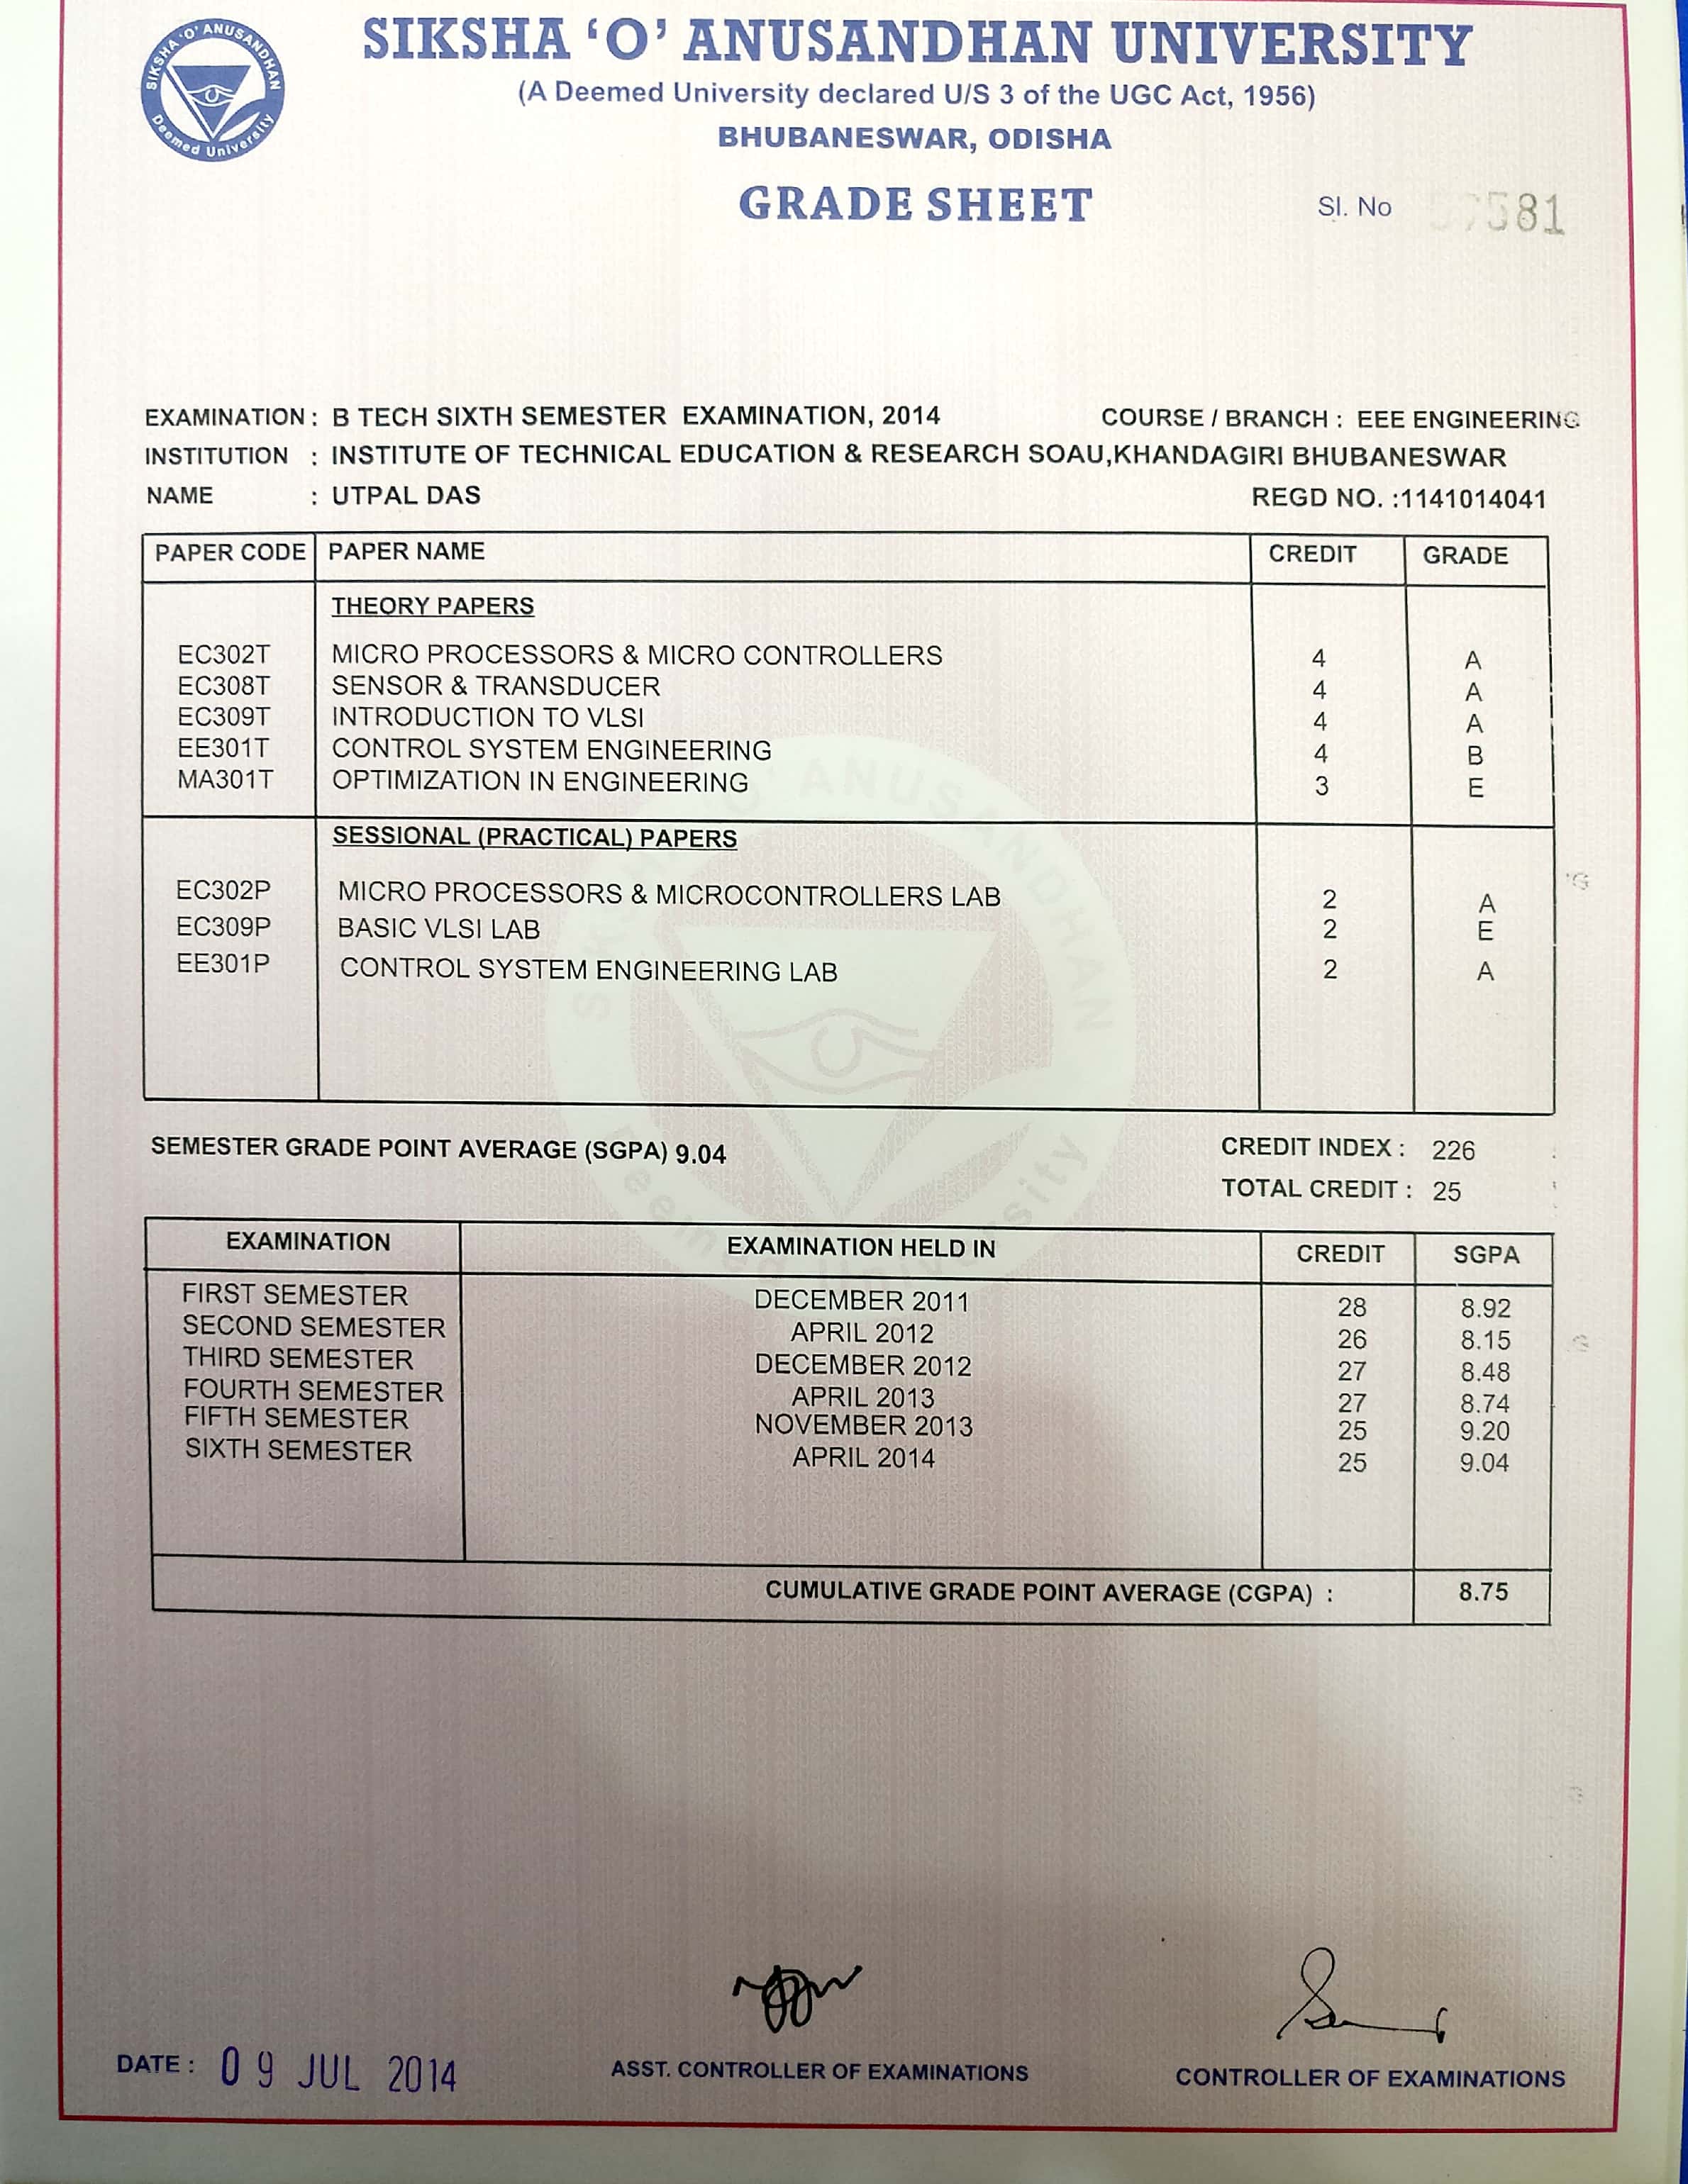 SIKSHA 'O' ANUSANDHAN
Deemed University
SIKSHA ‘O’ ANUSANDHAN UNIVERSITY
(A Deemed University declared U/S 3 of the UGC Act, 1956)
BHUBANESWAR, ODISHA
GRADE SHEET
SI. No 581
EXAMINATION : B TECH SIXTH SEMESTER EXAMINATION, 2014 COURSE / BRANCH : EEE ENGINEERING
INSTITUTION : INSTITUTE OF TECHNICAL EDUCATION & RESEARCH SOAU,KHANDAGIRI BHUBANESWAR
NAME : UTPAL DAS REGD NO. :1141014041
PAPER CODE PAPER NAME CREDIT GRADE
THEORY PAPERS
EC302T MICRO PROCESSORS & MICRO CONTROLLERS 4 A
EC308T SENSOR & TRANSDUCER 4 A
EC309T INTRODUCTION TO VLSI 4 A
EE301T CONTROL SYSTEM ENGINEERING 4 B
MA301T OPTIMIZATION IN ENGINEERING 3 E
SESSIONAL (PRACTICAL) PAPERS
EC302P MICRO PROCESSORS & MICROCONTROLLERS LAB 2 A
EC309P BASIC VLSI LAB 2 E
EE301P CONTROL SYSTEM ENGINEERING LAB 2 A
SEMESTER GRADE POINT AVERAGE (SGPA) 9.04 CREDIT INDEX : 226
TOTAL CREDIT : 25
EXAMINATION EXAMINATION HELD IN CREDIT SGPA
FIRST SEMESTER DECEMBER 2011 28 8.92
SECOND SEMESTER APRIL 2012 26 8.15
THIRD SEMESTER DECEMBER 2012 27 8.48
FOURTH SEMESTER APRIL 2013 27 8.74
FIFTH SEMESTER NOVEMBER 2013 25 9.20
SIXTH SEMESTER APRIL 2014 25 9.04
CUMULATIVE GRADE POINT AVERAGE (CGPA) : 8.75
DATE : 09 JUL 2014 ASST. CONTROLLER OF EXAMINATIONS CONTROLLER OF EXAMINATIONS